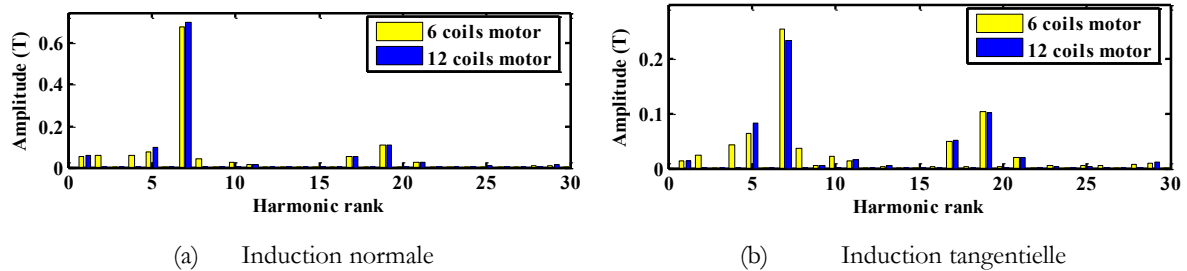 6 coils motor
12 coils motor
Amplitude (T)
0.6
0.4
0.2
0
0 5 10 15 20 25 30
Harmonic rank
(a) Induction normale
6 coils motor
12 coils motor
Amplitude (T)
0.2
0.1
0
0 5 10 15 20 25 30
Harmonic rank
(b) Induction tangentielle